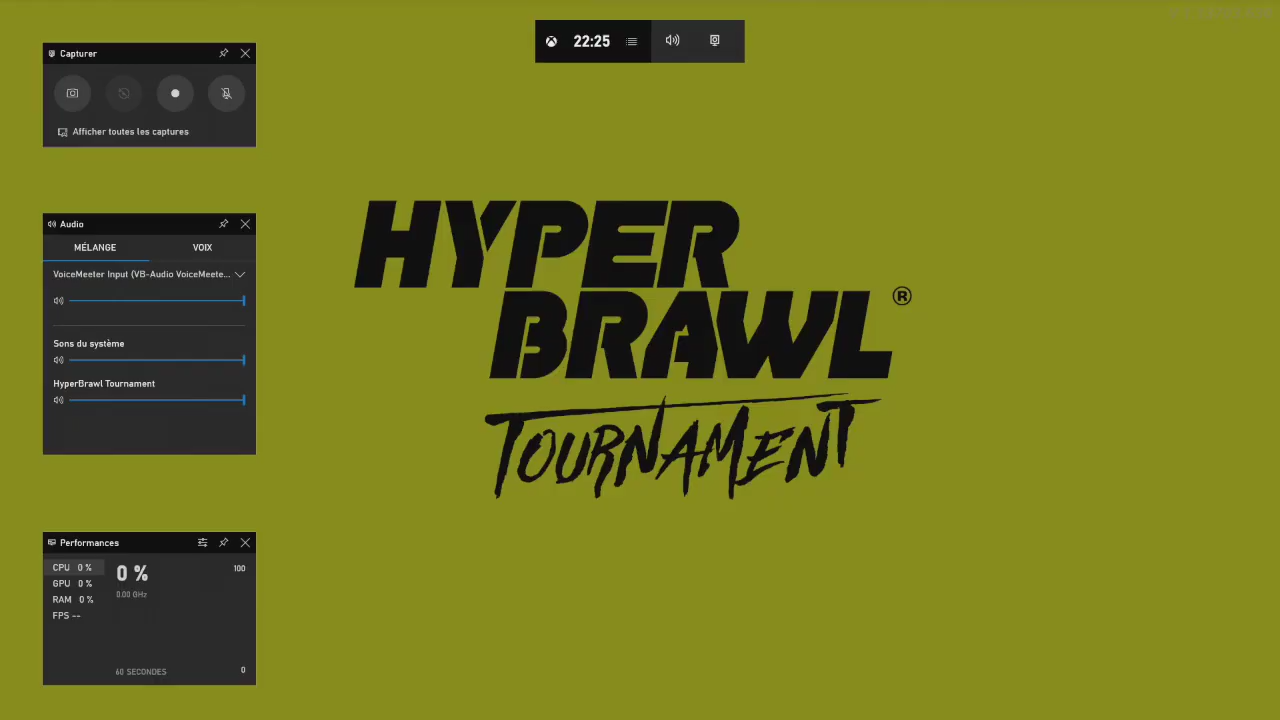 22:25
Capturer
Afficher toutes les captures
Audio
MÉLANGE VOIX
VoiceMeeter Input (VB-Audio VoiceMeete...
Sons du système
HyperBrawl Tournament
Performances
CPU 0 %
GPU 0 %
RAM 0 %
FPS --
0 %
0.00 GHz
100
60 SECONDES
0
HYPER
BRAWL®
TOURNAMENT